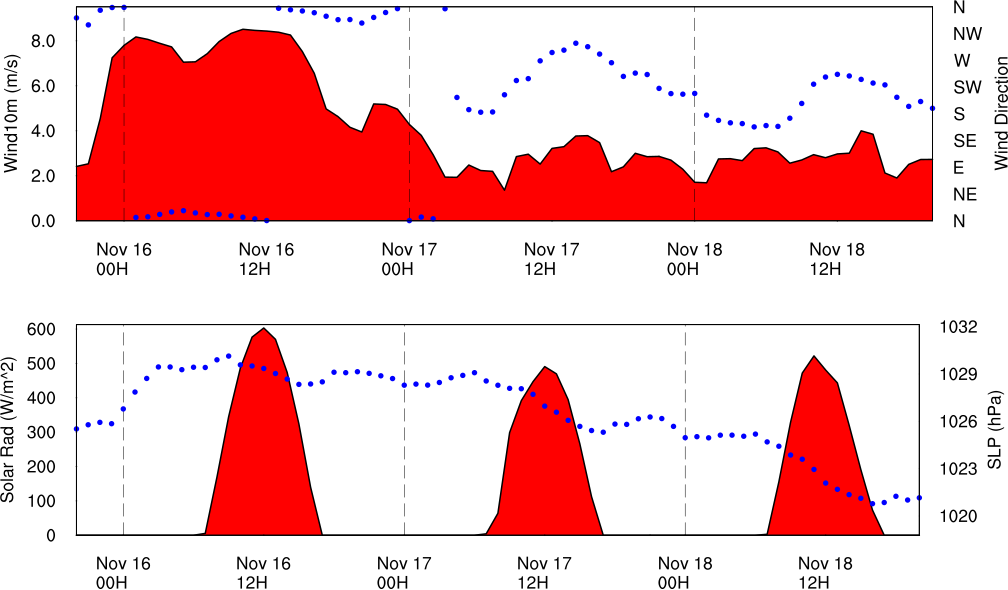 Wind10m (m/s)
8.0
6.0
4.0
2.0
0.0
N
NW
W
SW
S
SE
E
NE
N
Wind Direction
Nov 16 Nov 16 Nov 17 Nov 17 Nov 18 Nov 18
00H 12H 00H 12H 00H 12H
Solar Rad (W/m^2)
600
500
400
300
200
100
0
1032
1029
1026
1023
1020
SLP (hPa)
Nov 16 Nov 16 Nov 17 Nov 17 Nov 18 Nov 18
00H 12H 00H 12H 00H 12H